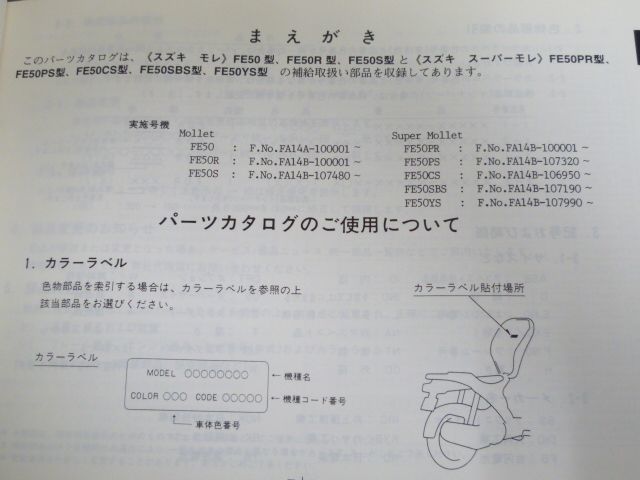 まえがき
このパーツカタログは、《スズキ モレ》FE50型、FE50R型、FE50S型と《スズキ スーパーモレ》FE50PR型、
FE50PS型、FE50CS型、FE50SBS型、FE50YS型 の補給取扱い部品を収録してあります。
実施号機
Mollet
FE50 : F.No.FA14A-100001～
FE50R : F.No.FA14B-100001～
FE50S : F.No.FA14B-107480～
Super Mollet
FE50PR : F.No.FA14B-100001～
FE50PS : F.No.FA14B-107320～
FE50CS : F.No.FA14B-106950～
FE50SBS : F.No.FA14B-107190～
FE50YS : F.No.FA14B-107990～
パーツカタログのご使用について
1. カラーラベル
色物部品を索引する場合は、カラーラベルを参照の上
該当部品をお選びください。
カラーラベル貼付場所
カラーラベル
MODEL ○○○○○○○○
←機種名
COLOR ○○○ CODE ○○○○○
←機種コード番号
車体色番号